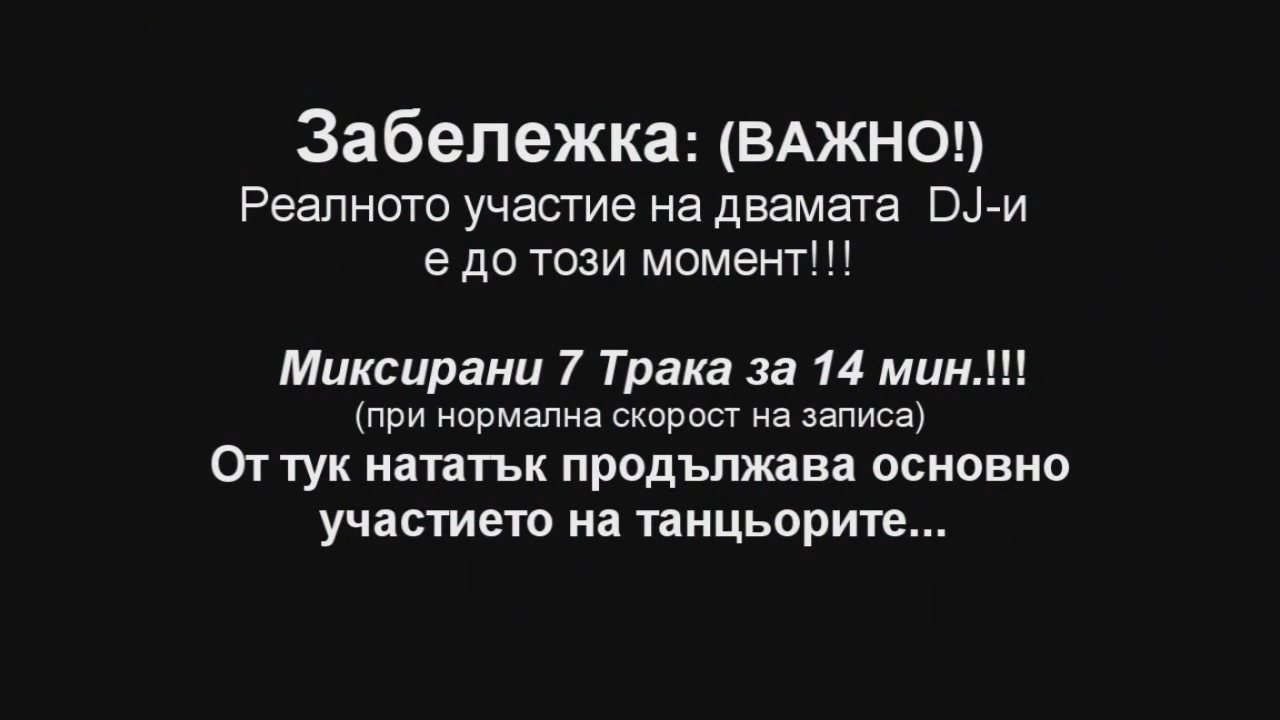 Забележка: (ВАЖНО!)
Реалното участие на двамата DJ-и
е до този момент!!!
Миксирани 7 Трака за 14 мин.!!!
(при нормална скорост на записа)
От тук нататък продължава основно
участието на танцьорите...